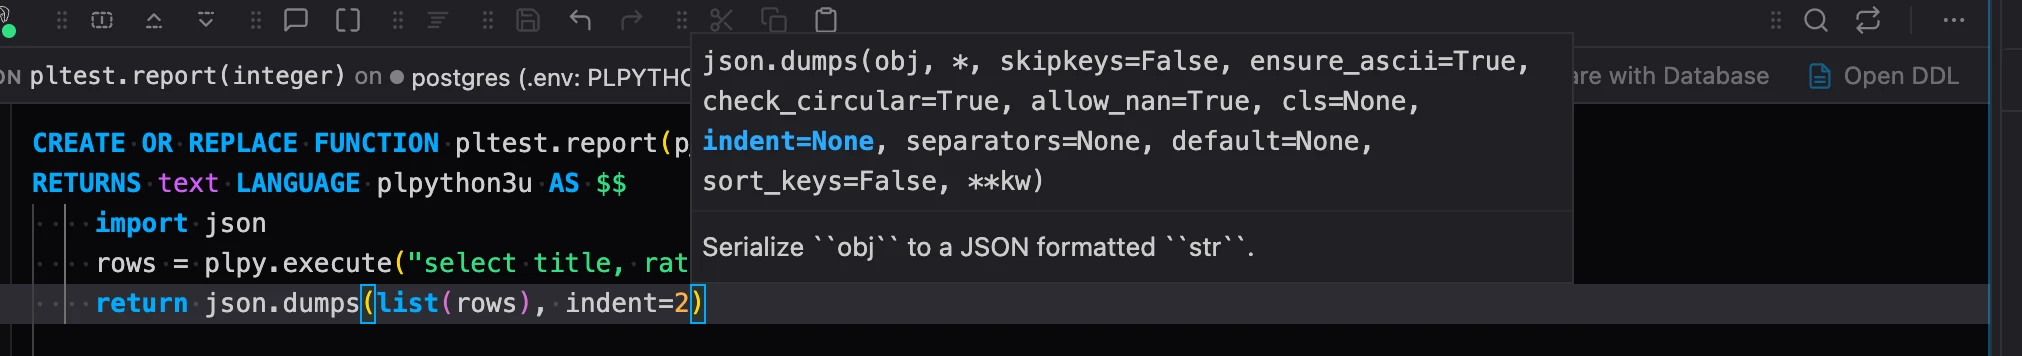 ON pltest.report(integer) on postgres (.env: PLPYTHO
are with Database
Open DDL
json.dumps(obj, *, skipkeys=False, ensure_ascii=True,
check_circular=True, allow_nan=True, cls=None,
indent=None, separators=None, default=None,
sort_keys=False, **kw)
Serialize ``obj`` to a JSON formatted ``str``.
CREATE OR REPLACE FUNCTION pltest.report(p
RETURNS text LANGUAGE plpython3u AS $$
import json
rows = plpy.execute("select title, rat
return json.dumps(list(rows), indent=2)